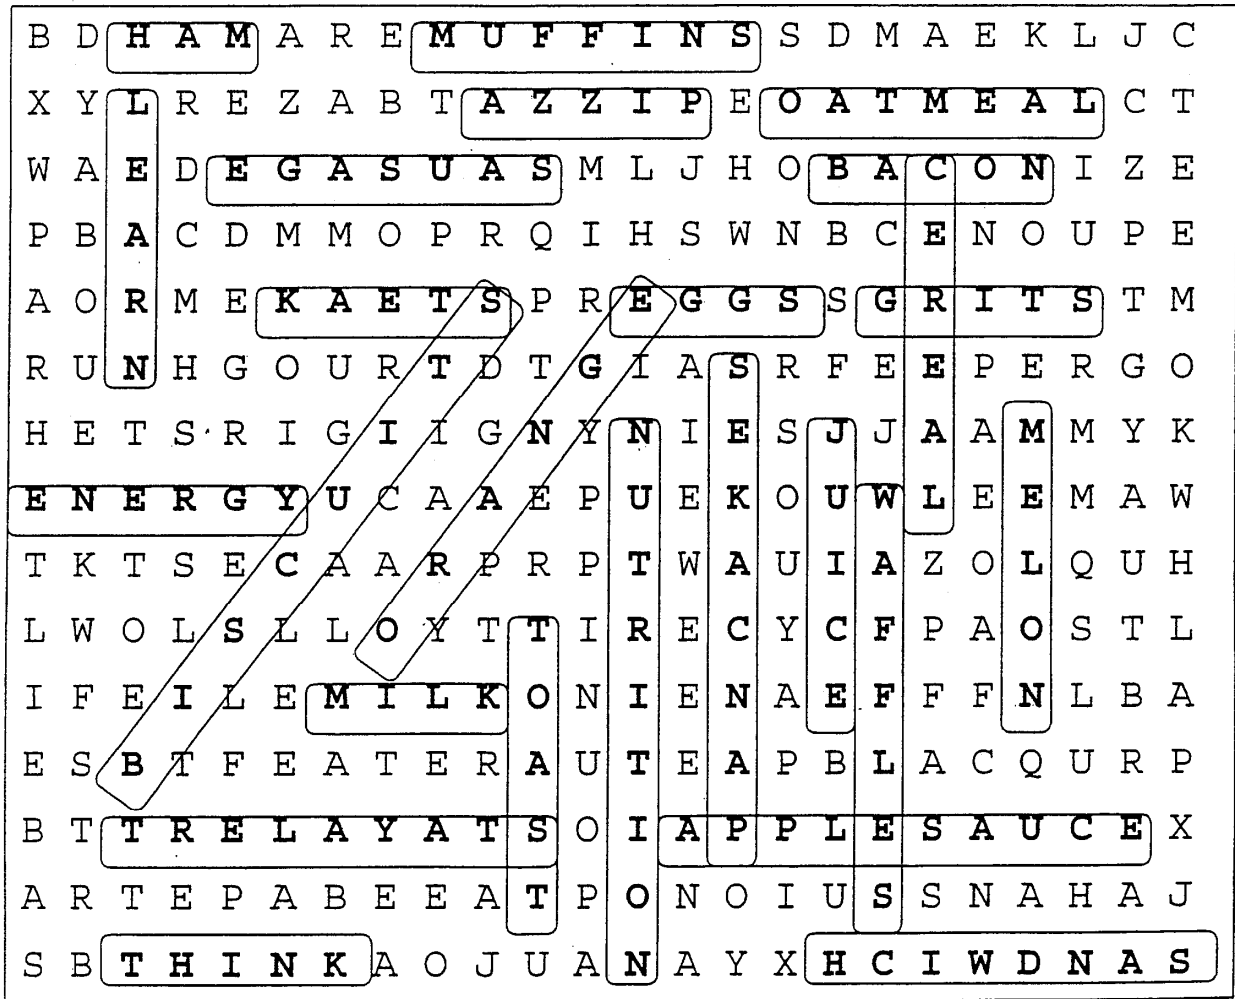 B D H A M A R E M U F F I N S S D M A E K L J C
X Y L R E Z A B T A Z Z I P E O A T M E A L C T
W A E D E G A S U A S M L J H O B A C O N I Z E
P B A C D M M O P R Q I H S W N B C E N O U P E
A O R M E K A E T S P R E G G S S G R I T S T M
R U N H G O U R T D T G I A S R F E E P E R G O
H E T S R I G I I G N Y N I E S J J A A M M Y K
E N E R G Y U C A A E P U E K O U W L E E M A W
T K T S E C A A R P R P T W A U I A Z O L Q U H
L W O L S L L O Y T T I R E C Y C F P A O S T L
I F E I L E M I L K O N I E N A E F F F N L B A
E S B T F E A T E R A U T E A P B L A C Q U R P
B T T R E L A Y A T S O I A P P L E S A U C E X
A R T E P A B E E A T P O N O I U S S N A H A J
S B T H I N K A O J U A N A Y X H C I W D N A S